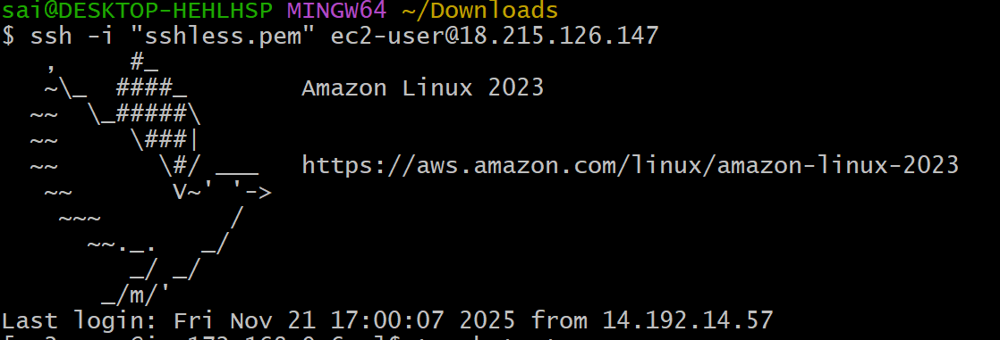 sai@DESKTOP-HEHLHSP MINGW64 ~/Downloads
$ ssh -i "sshless.pem" ec2-user@18.215.126.147
   ,     #_
   ~\_  ####_        Amazon Linux 2023
  ~~  \_#####\
  ~~     \###|
  ~~       \#/ ___   https://aws.amazon.com/linux/amazon-linux-2023
   ~~       V~' '->
    ~~~         /
      ~~._.   _/
         _/ _/
       _/m/'
Last login: Fri Nov 21 17:00:07 2025 from 14.192.14.57